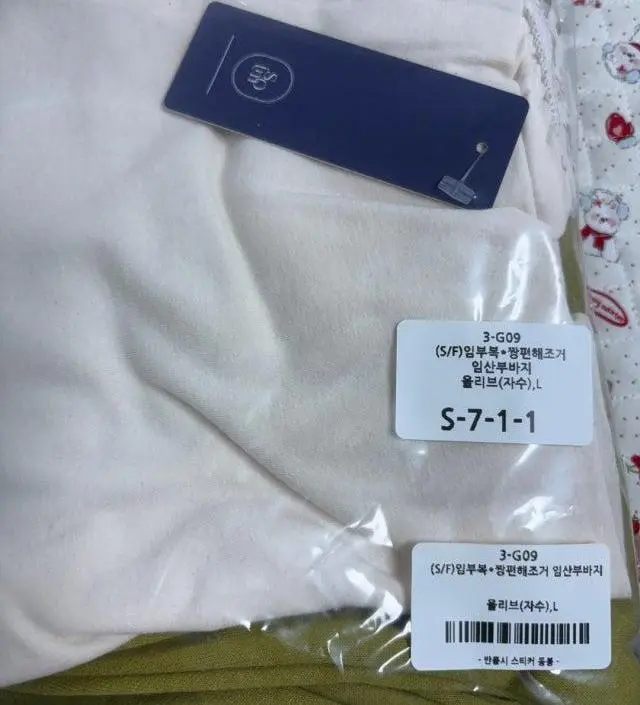 3-G09
(S/F)임부복*짱편해조거
임산부바지
올리브(자수),L
S-7-1-1
3-G09
(S/F)임부복*짱편해조거 임산부바지
올리브(자수),L
- 반품시 스티커 동봉 -